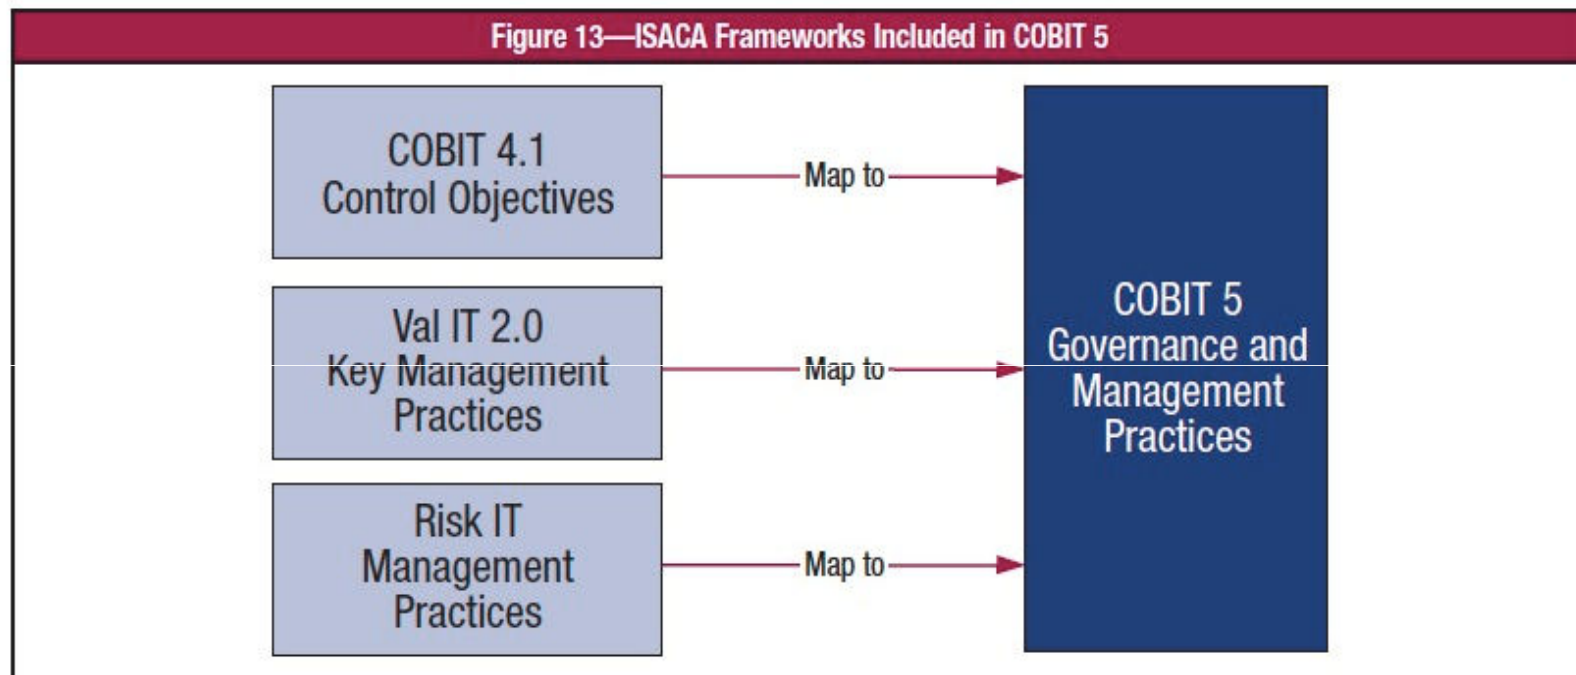 Figure 13—ISACA Frameworks Included in COBIT 5
COBIT 4.1
Control Objectives
Map to
Val IT 2.0
Key Management
Practices
Map to
Risk IT
Management
Practices
Map to
COBIT 5
Governance and
Management
Practices